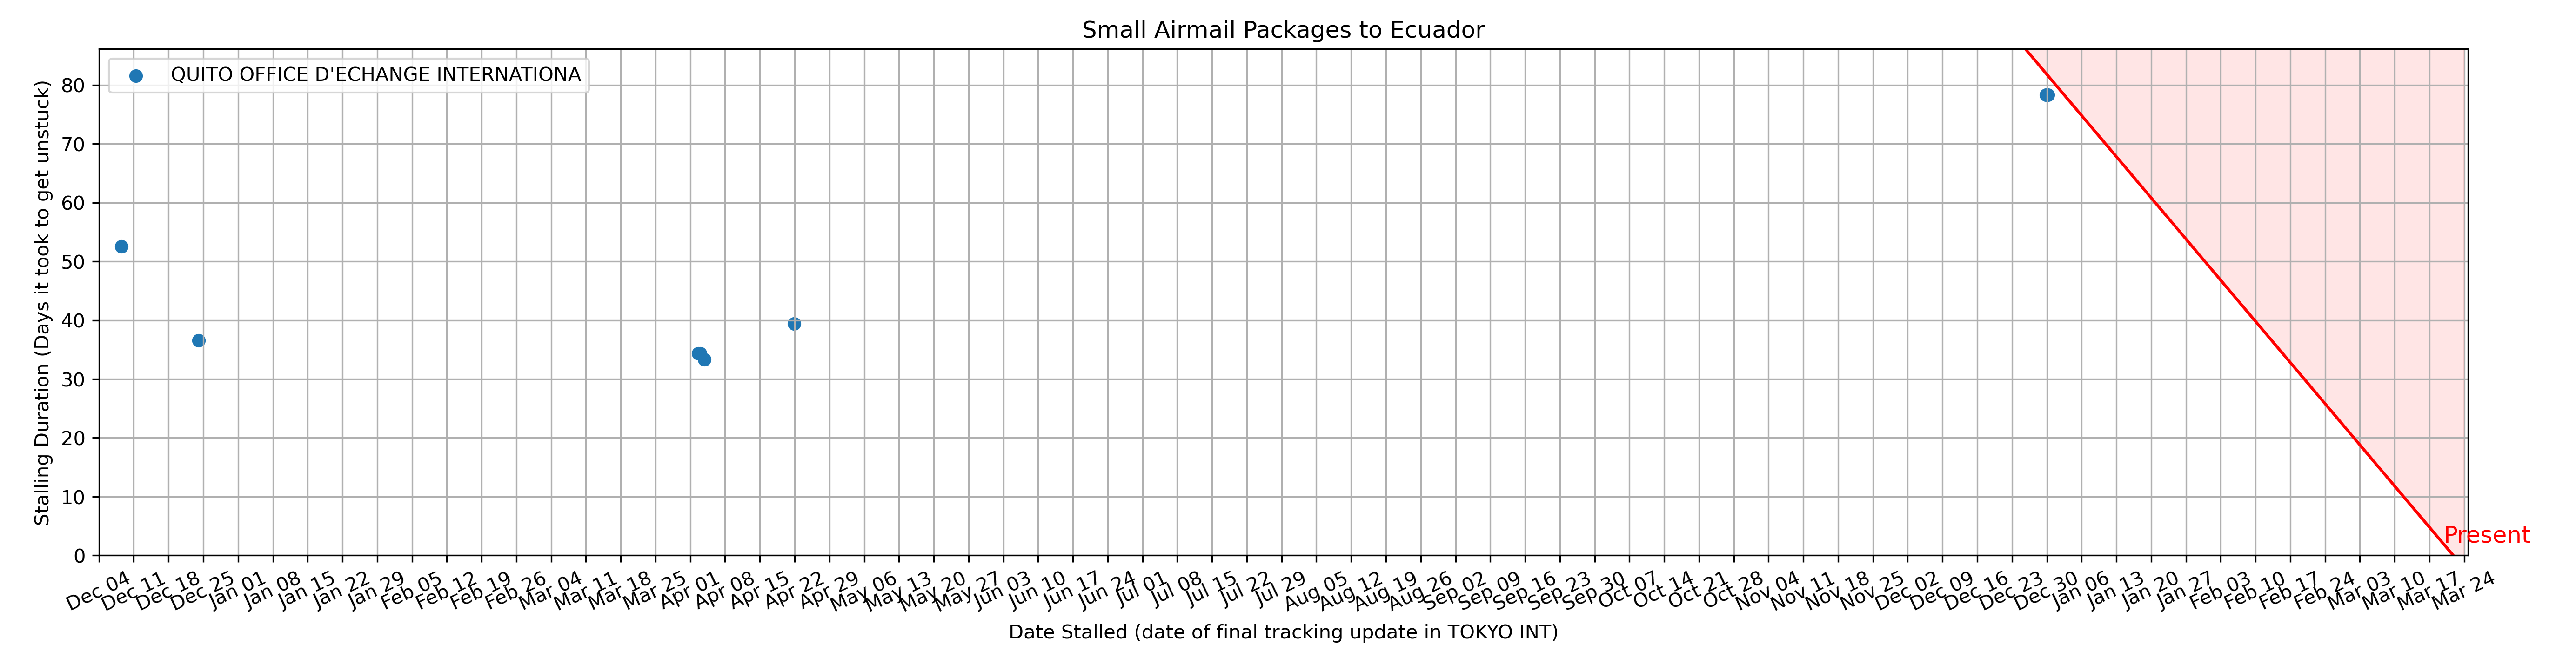 Small Airmail Packages to Ecuador
QUITO OFFICE D'ECHANGE INTERNATIONA
Stalling Duration (Days it took to get unstuck)
80
70
60
50
40
30
20
10
0
Present
Dec 04 Dec 11 Dec 18 Dec 25 Jan 01 Jan 08 Jan 15 Jan 22 Jan 29 Feb 05 Feb 12 Feb 19 Feb 26 Mar 04 Mar 11 Mar 18 Mar 25 Apr 01 Apr 08 Apr 15 Apr 22 Apr 29 May 06 May 13 May 20 May 27 Jun 03 Jun 10 Jun 17 Jun 24 Jul 01 Jul 08 Jul 15 Jul 22 Jul 29 Aug 05 Aug 12 Aug 19 Aug 26 Sep 02 Sep 09 Sep 16 Sep 23 Sep 30 Oct 07 Oct 14 Oct 21 Oct 28 Nov 04 Nov 11 Nov 18 Nov 25 Dec 02 Dec 09 Dec 16 Dec 23 Dec 30 Jan 06 Jan 13 Jan 20 Jan 27 Feb 03 Feb 10 Feb 17 Feb 24 Mar 03 Mar 10 Mar 17 Mar 24
Date Stalled (date of final tracking update in TOKYO INT)